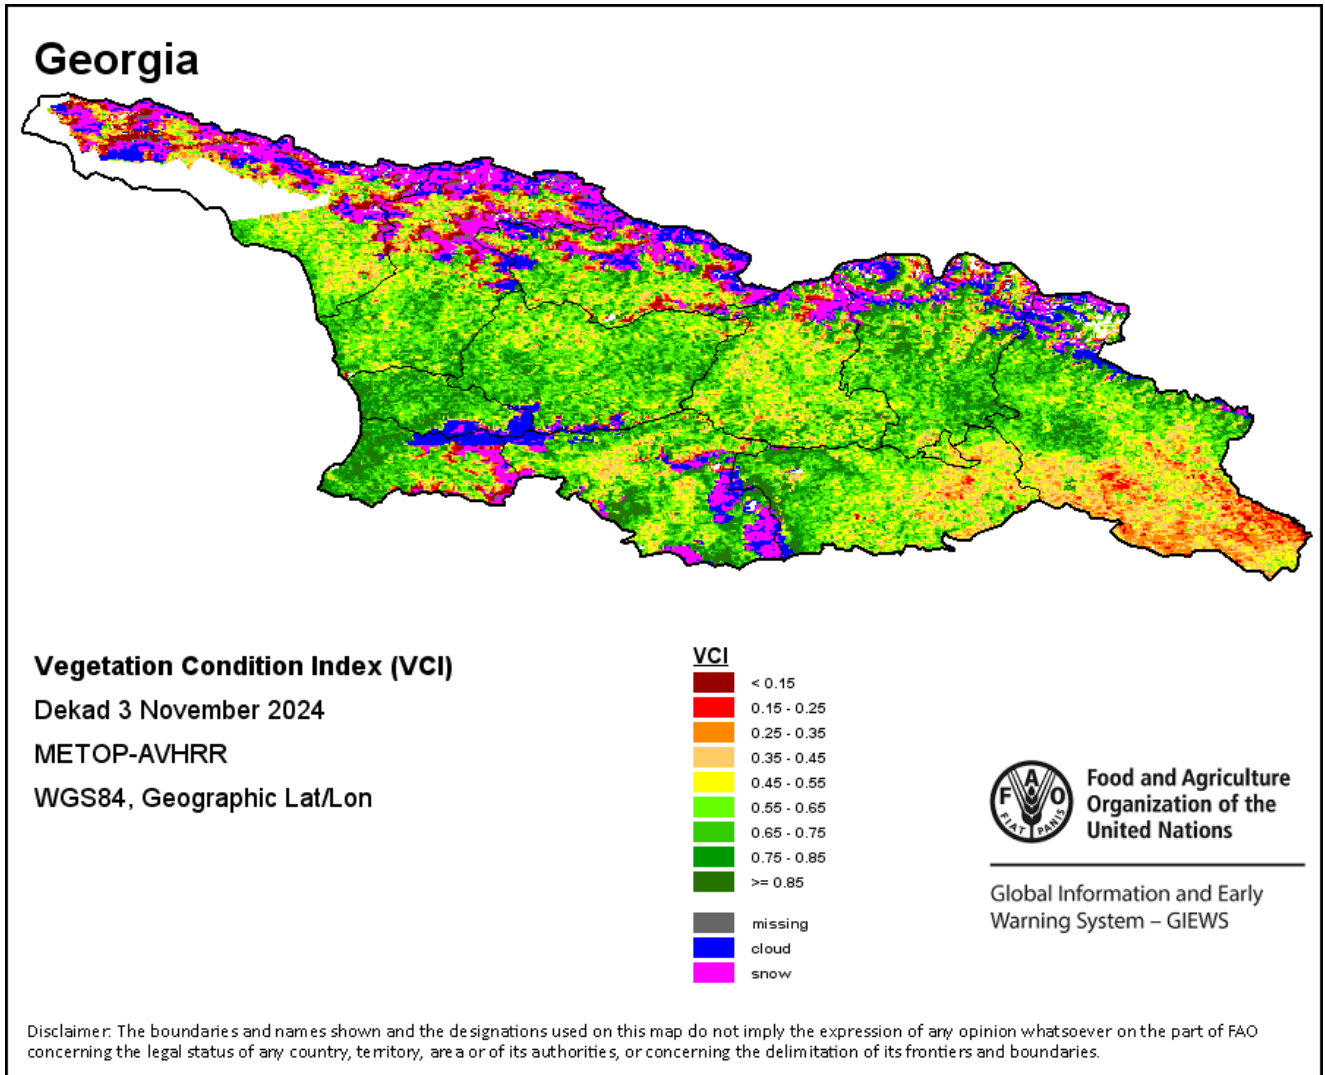 Georgia
Vegetation Condition Index (VCI)
Dekad 3 November 2024
METOP-AVHRR
WGS84, Geographic Lat/Lon
VCI
< 0.15
0.15 - 0.25
0.25 - 0.35
0.35 - 0.45
0.45 - 0.55
0.55 - 0.65
0.65 - 0.75
0.75 - 0.85
>= 0.85
missing
cloud
snow
F A O
FIAT PANIS
Food and Agriculture
Organization of the
United Nations
Global Information and Early
Warning System – GIEWS
Disclaimer: The boundaries and names shown and the designations used on this map do not imply the expression of any opinion whatsoever on the part of FAO
concerning the legal status of any country, territory, area or of its authorities, or concerning the delimitation of its frontiers and boundaries.